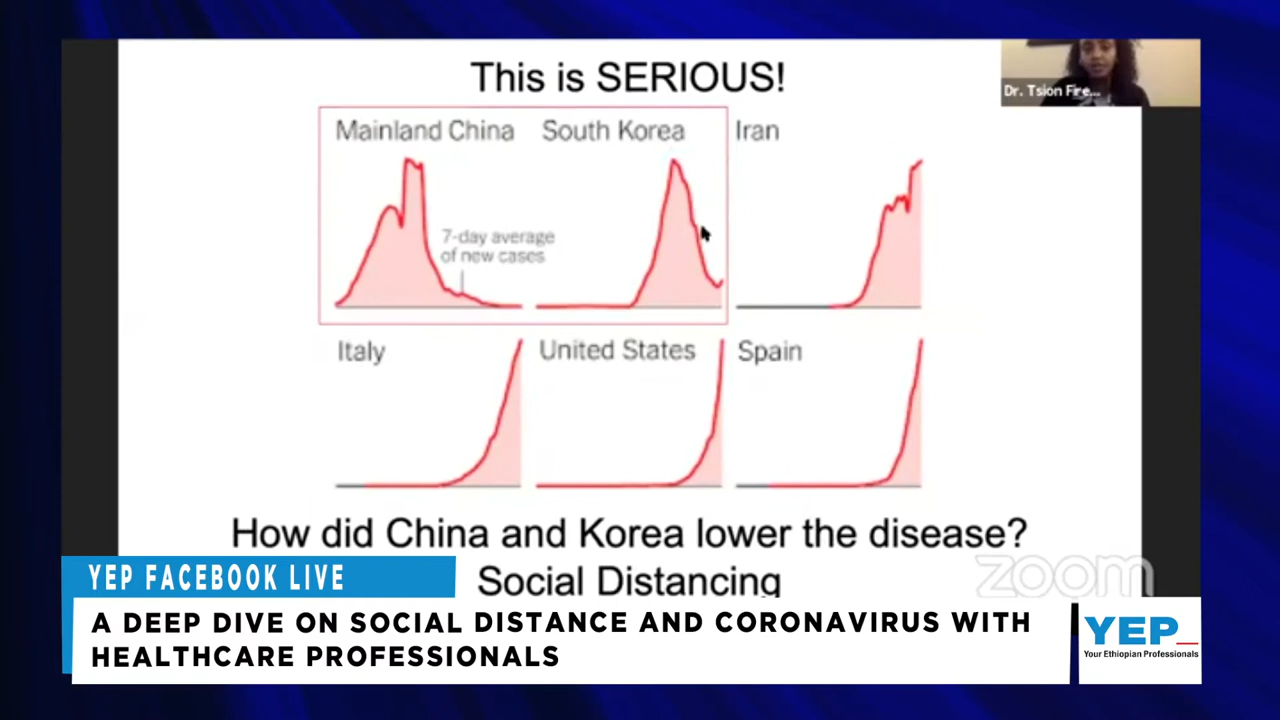 This is SERIOUS!
Dr. Tsion Fire...
Mainland China
South Korea
Iran
7-day average
of new cases
Italy
United States
Spain
How did China and Korea lower the disease?
Social Distancing
zoom
YEP FACEBOOK LIVE
A DEEP DIVE ON SOCIAL DISTANCE AND CORONAVIRUS WITH
HEALTHCARE PROFESSIONALS
YEP_
Your Ethiopian Professionals